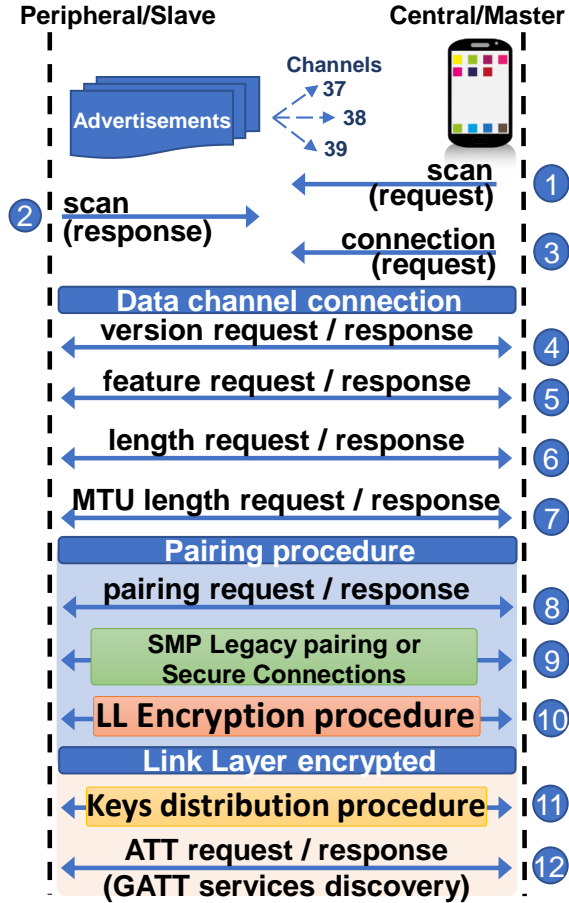 Peripheral/Slave
Central/Master
Channels
37
Advertisements
38
39
scan
(request)
1
2
scan
(response)
connection
(request)
3
Data channel connection
version request / response
4
feature request / response
5
length request / response
6
MTU length request / response
7
Pairing procedure
pairing request / response
8
SMP Legacy pairing or
Secure Connections
9
LL Encryption procedure
10
Link Layer encrypted
Keys distribution procedure
11
ATT request / response
(GATT services discovery)
12